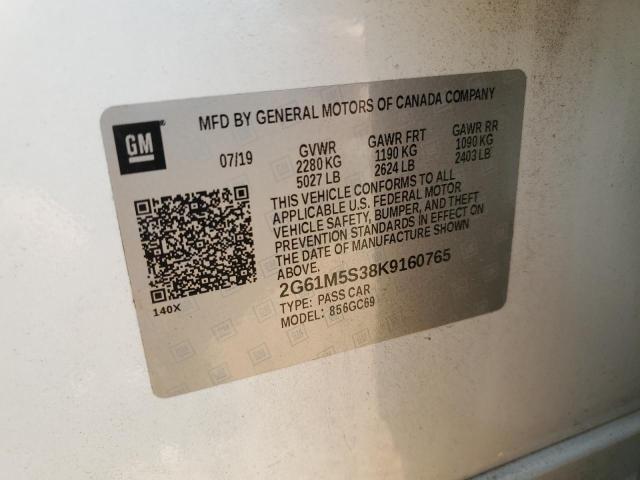 MFD BY GENERAL MOTORS OF CANADA COMPANY
GM
07/19
GVWR
2280 KG
5027 LB
GAWR FRT
1190 KG
2624 LB
GAWR RR
1090 KG
2403 LB
THIS VEHICLE CONFORMS TO ALL
APPLICABLE U.S. FEDERAL MOTOR
VEHICLE SAFETY, BUMPER, AND THEFT
PREVENTION STANDARDS IN EFFECT ON
THE DATE OF MANUFACTURE SHOWN
ABOVE.
2G61M5S38K9160765
TYPE: PASS CAR
MODEL: 856GC69
140X